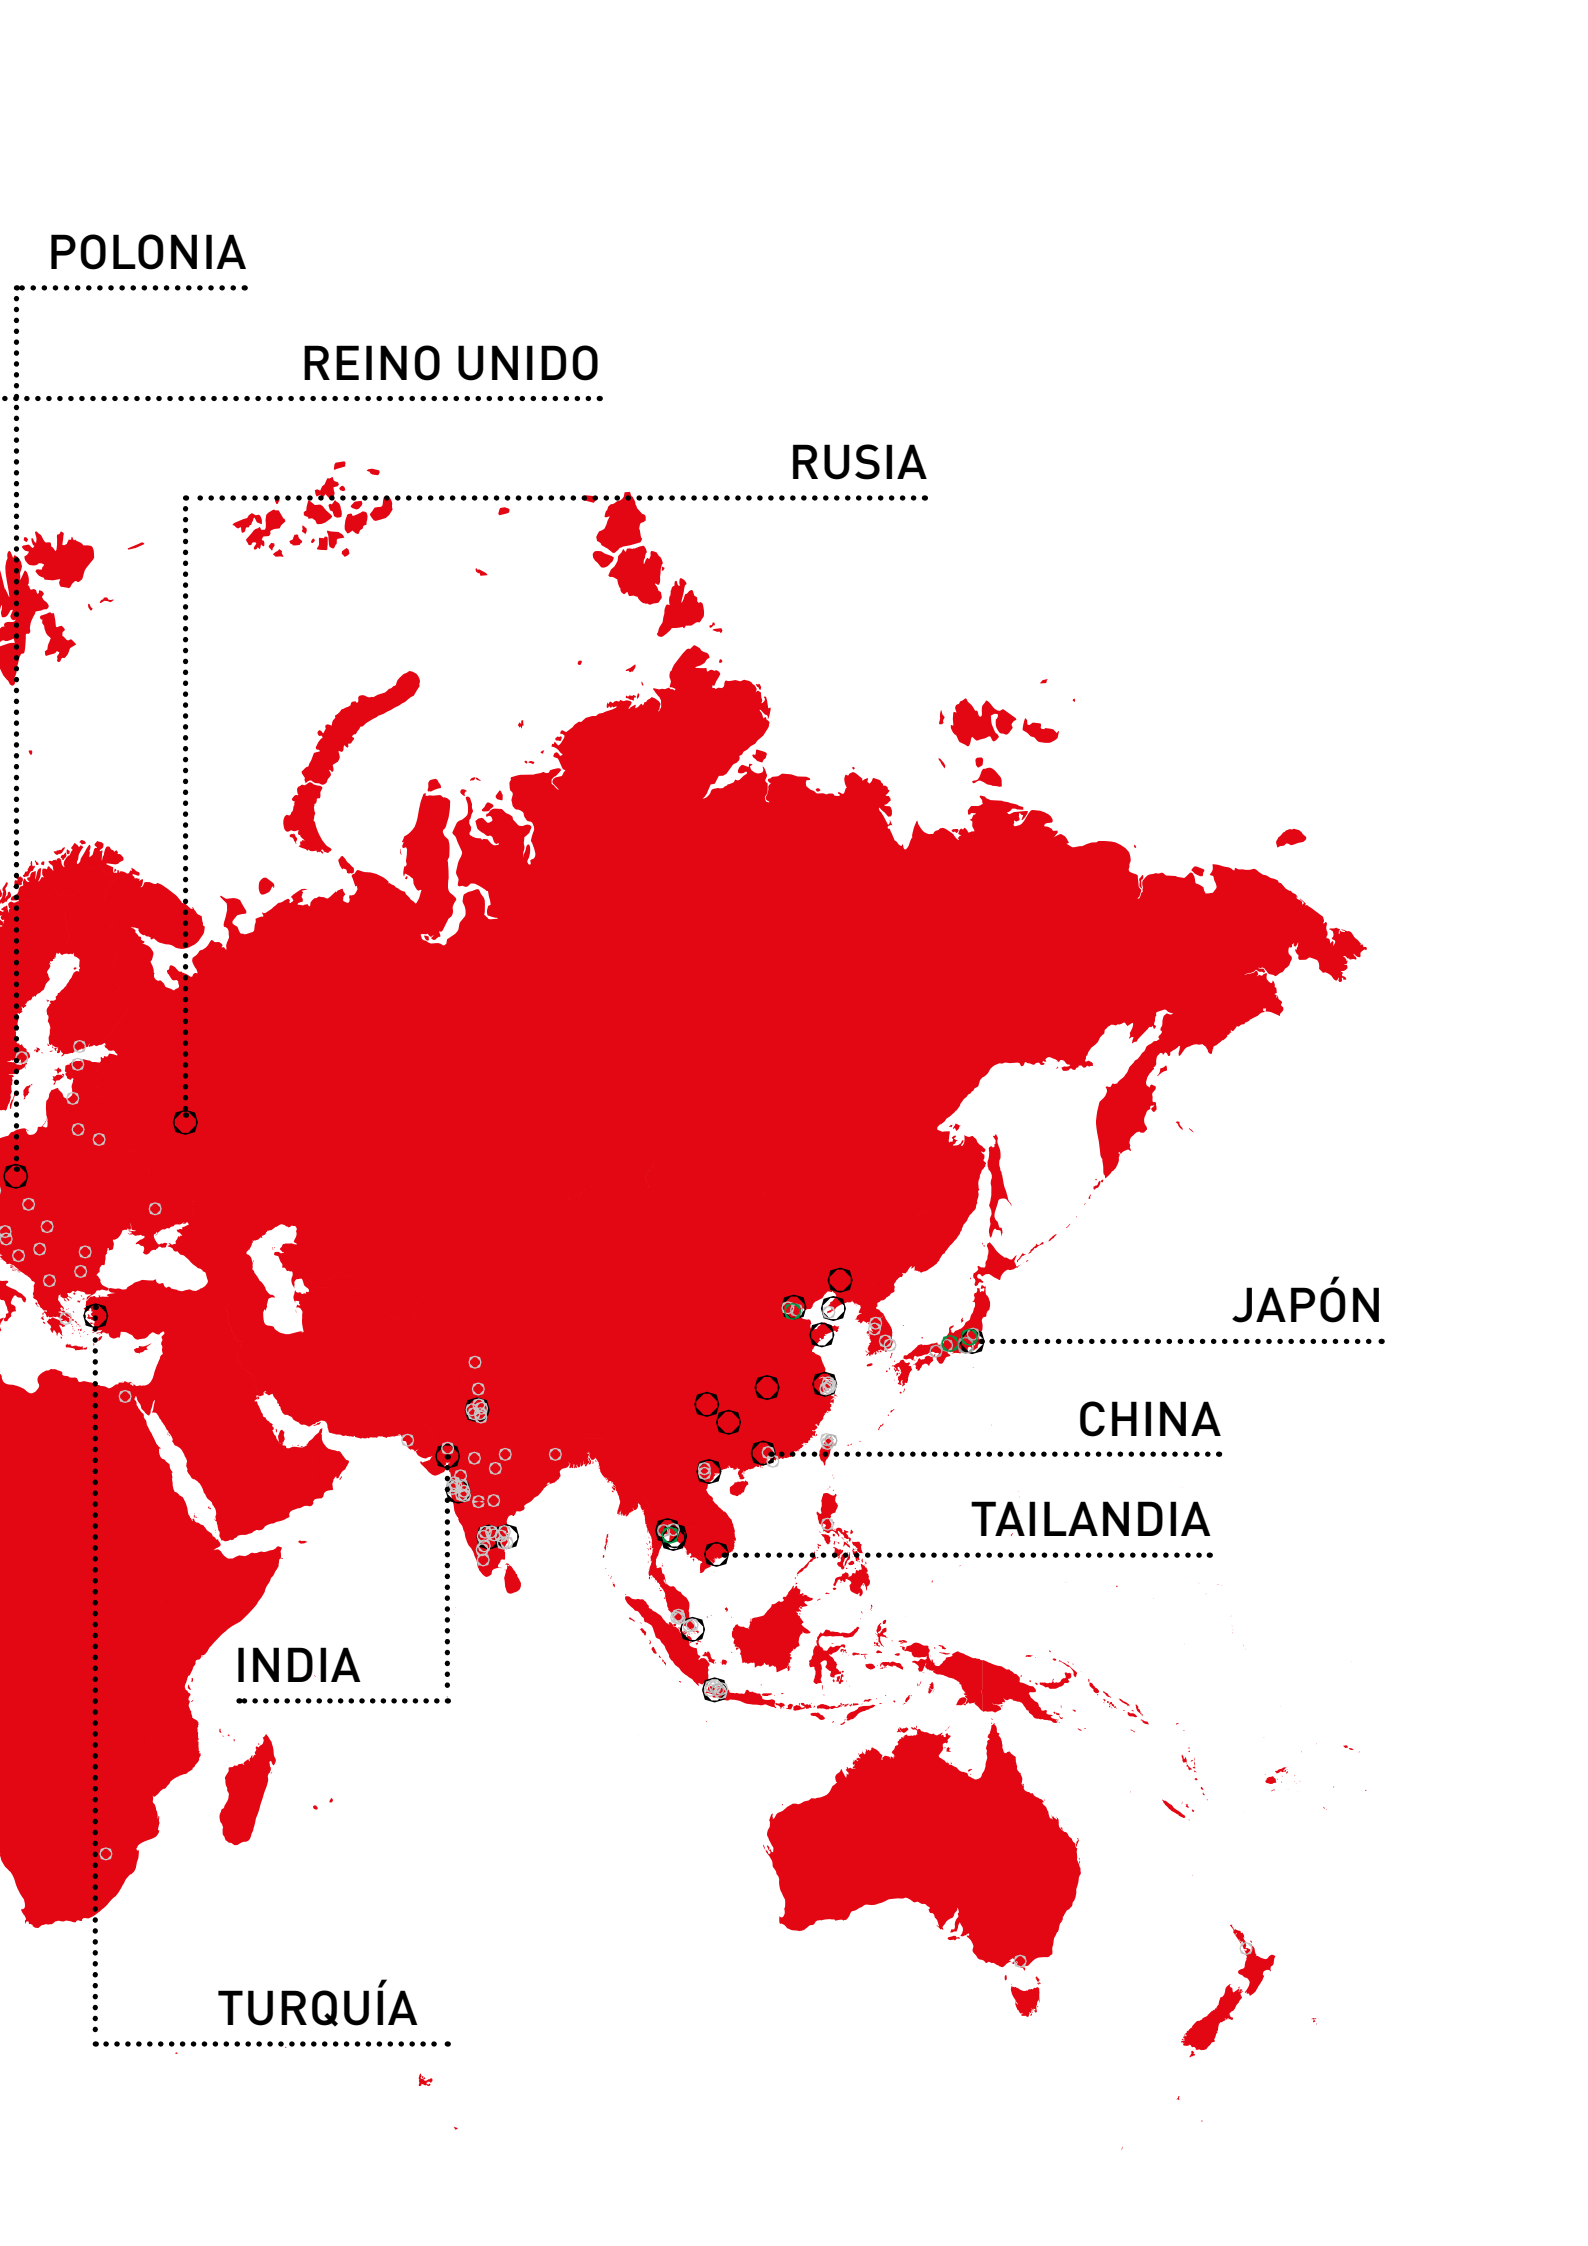 POLONIA
REINO UNIDO
RUSIA
JAPÓN
CHINA
TAILANDIA
INDIA
TURQUÍA